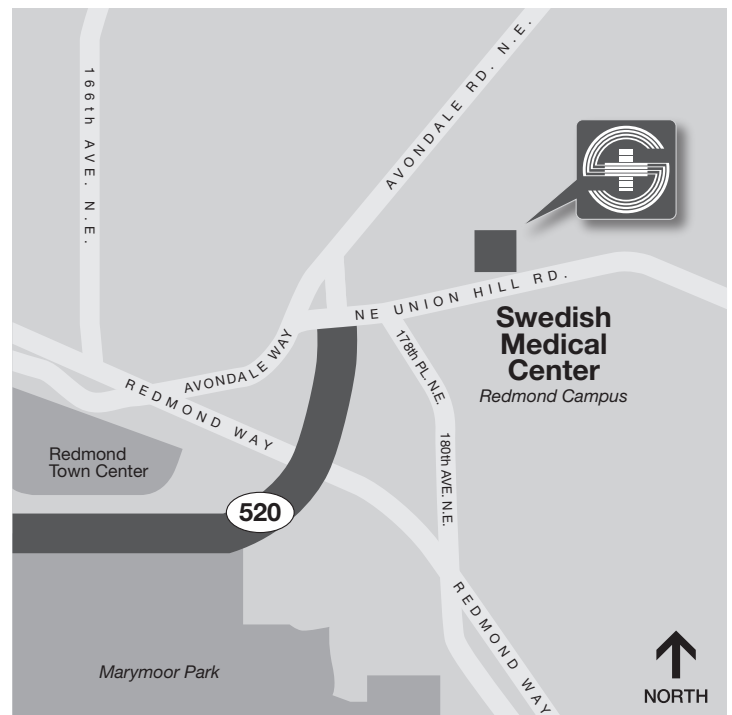 166th AVE. N.E.
AVONDALE RD. N.E.
NE UNION HILL RD.
Swedish
Medical
Center
Redmond Campus
178th PL. N.E.
AVONDALE WAY
REDMOND WAY
Redmond
Town Center
180th AVE. N.E.
520
REDMOND WAY
Marymoor Park
NORTH